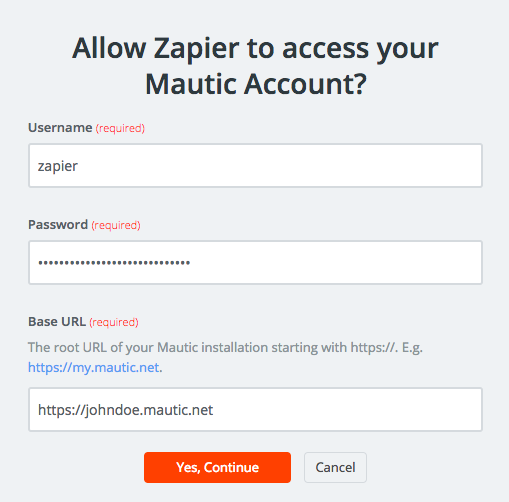 Allow Zapier to access your
Mautic Account?
Username (required)
zapier
Password (required)
•••••••••••••••••••••••••••••
Base URL (required)
The root URL of your Mautic installation starting with https://. E.g.
https://my.mautic.net.
https://johndoe.mautic.net
Yes, Continue
Cancel